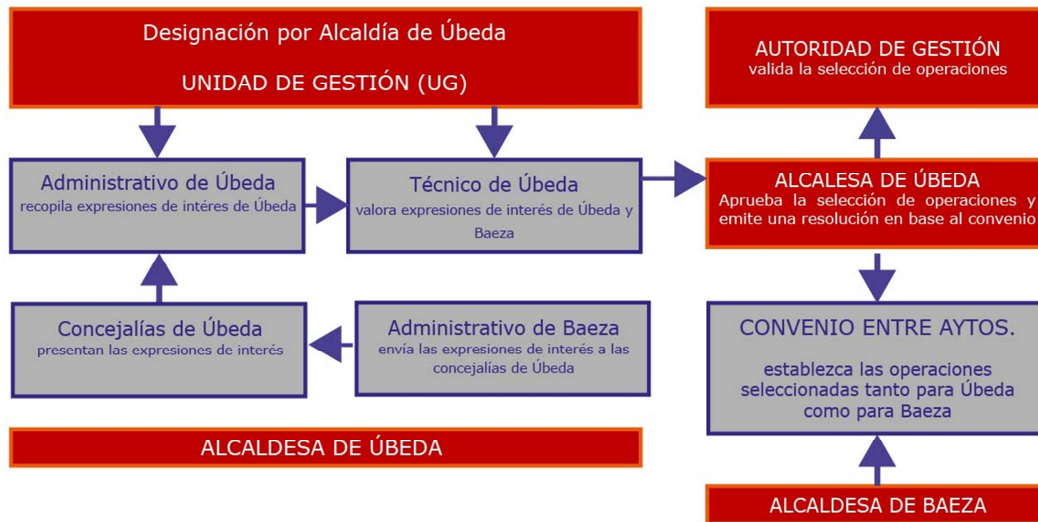 Designación por Alcaldía de Úbeda
UNIDAD DE GESTIÓN (UG)
AUTORIDAD DE GESTIÓN
valida la selección de operaciones
Administrativo de Úbeda
recopila expresiones de intéres de Úbeda
Técnico de Úbeda
valora expresiones de interés de Úbeda y
Baeza
ALCALESA DE ÚBEDA
Aprueba la selección de operaciones y
emite una resolución en base al convenio
Concejalías de Úbeda
presentan las expresiones de interés
Administrativo de Baeza
envía las expresiones de interés a las
concejalías de Úbeda
CONVENIO ENTRE AYTOS.
establezca las operaciones
seleccionadas tanto para Úbeda
como para Baeza
ALCALDESA DE ÚBEDA
ALCALDESA DE BAEZA